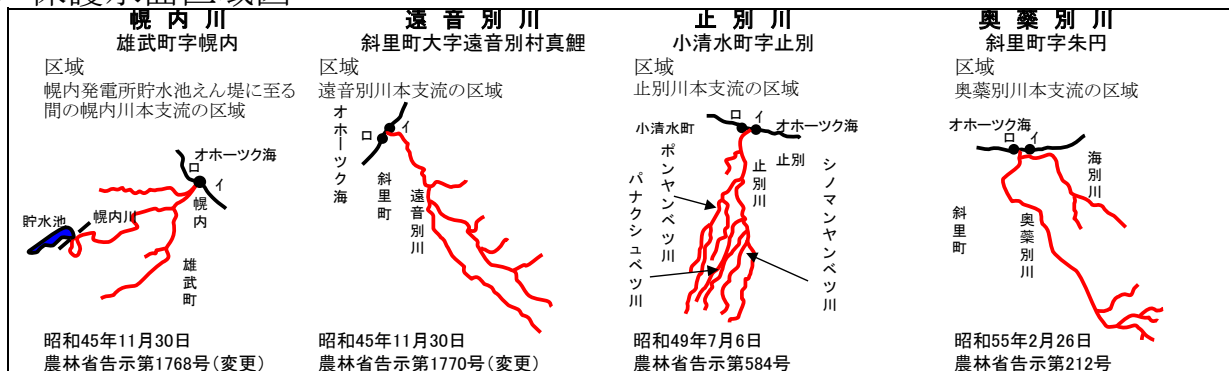 保護水面区域図
幌内川
雄武町字幌内
区域
幌内発電所貯水池えん堤に至る
間の幌内川本支流の区域
オホーツク海
ロ
イ
幌内
貯水池
幌内川
雄武町
昭和45年11月30日
農林省告示第1768号(変更)
遠音別川
斜里町大字遠音別村真鯉
区域
遠音別川本支流の区域
オホーツク海
ロ
イ
斜里町
遠音別川
昭和45年11月30日
農林省告示第1770号(変更)
止別川
小清水町字止別
区域
止別川本支流の区域
小清水町
ロ
イ
オホーツク海
止別
ポンヤンベツ川
止別川
シノマンヤンベツ川
パナクシュベツ川
昭和49年7月6日
農林省告示第584号
奥薬別川
斜里町字朱円
区域
奥薬別川本支流の区域
オホーツク海
ロ
イ
海別川
斜里町
奥薬別川
昭和55年2月26日
農林省告示第212号